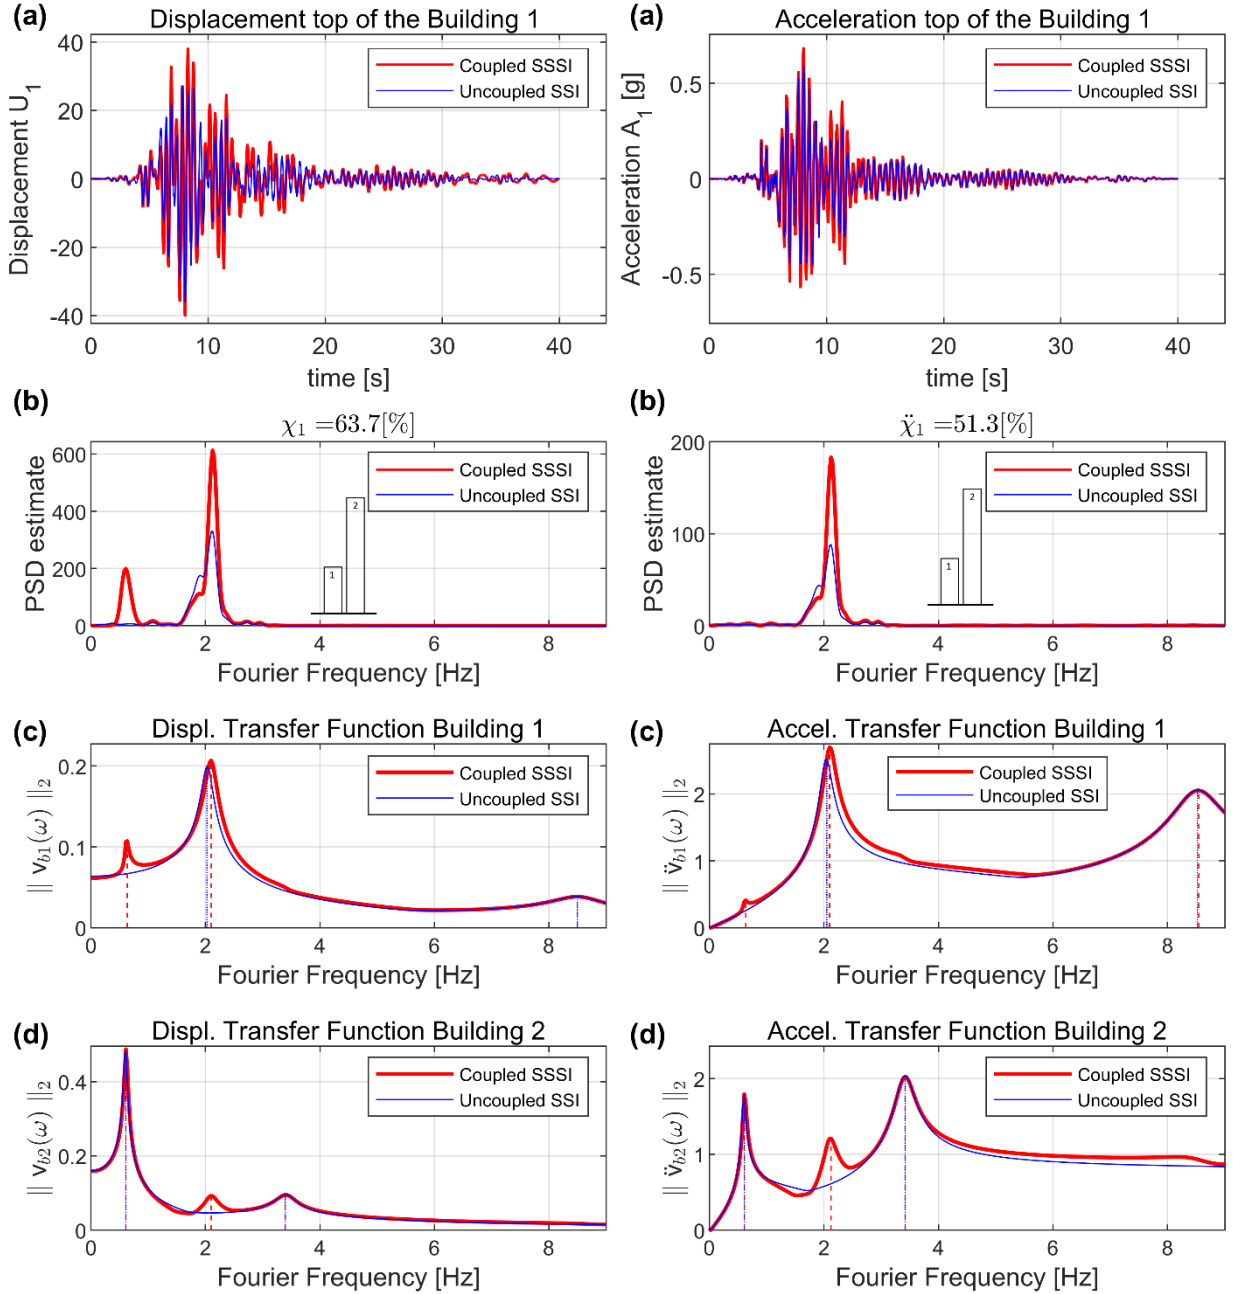 (a) Displacement top of the Building 1
Displacement U1
40
20
0
-20
-40
Coupled SSSI
Uncoupled SSI
0 10 20 30 40
time [s]
(a) Acceleration top of the Building 1
Acceleration A1 [g]
0.5
0
-0.5
Coupled SSSI
Uncoupled SSI
0 10 20 30 40
time [s]
(b)
χ1 =63.7[%]
PSD estimate
600
400
200
0
Coupled SSSI
Uncoupled SSI
1
2
0 2 4 6 8
Fourier Frequency [Hz]
(b)
χ̈1 =51.3[%]
PSD estimate
200
100
0
Coupled SSSI
Uncoupled SSI
1
2
0 2 4 6 8
Fourier Frequency [Hz]
(c) Displ. Transfer Function Building 1
‖ vb1(ω) ‖2
0.2
0.1
0
Coupled SSSI
Uncoupled SSI
0 2 4 6 8
Fourier Frequency [Hz]
(c) Accel. Transfer Function Building 1
‖ v̈b1(ω) ‖2
2
1
0
Coupled SSSI
Uncoupled SSI
0 2 4 6 8
Fourier Frequency [Hz]
(d) Displ. Transfer Function Building 2
‖ vb2(ω) ‖2
0.4
0.2
0
Coupled SSSI
Uncoupled SSI
0 2 4 6 8
Fourier Frequency [Hz]
(d) Accel. Transfer Function Building 2
‖ v̈b2(ω) ‖2
2
1
0
Coupled SSSI
Uncoupled SSI
0 2 4 6 8
Fourier Frequency [Hz]